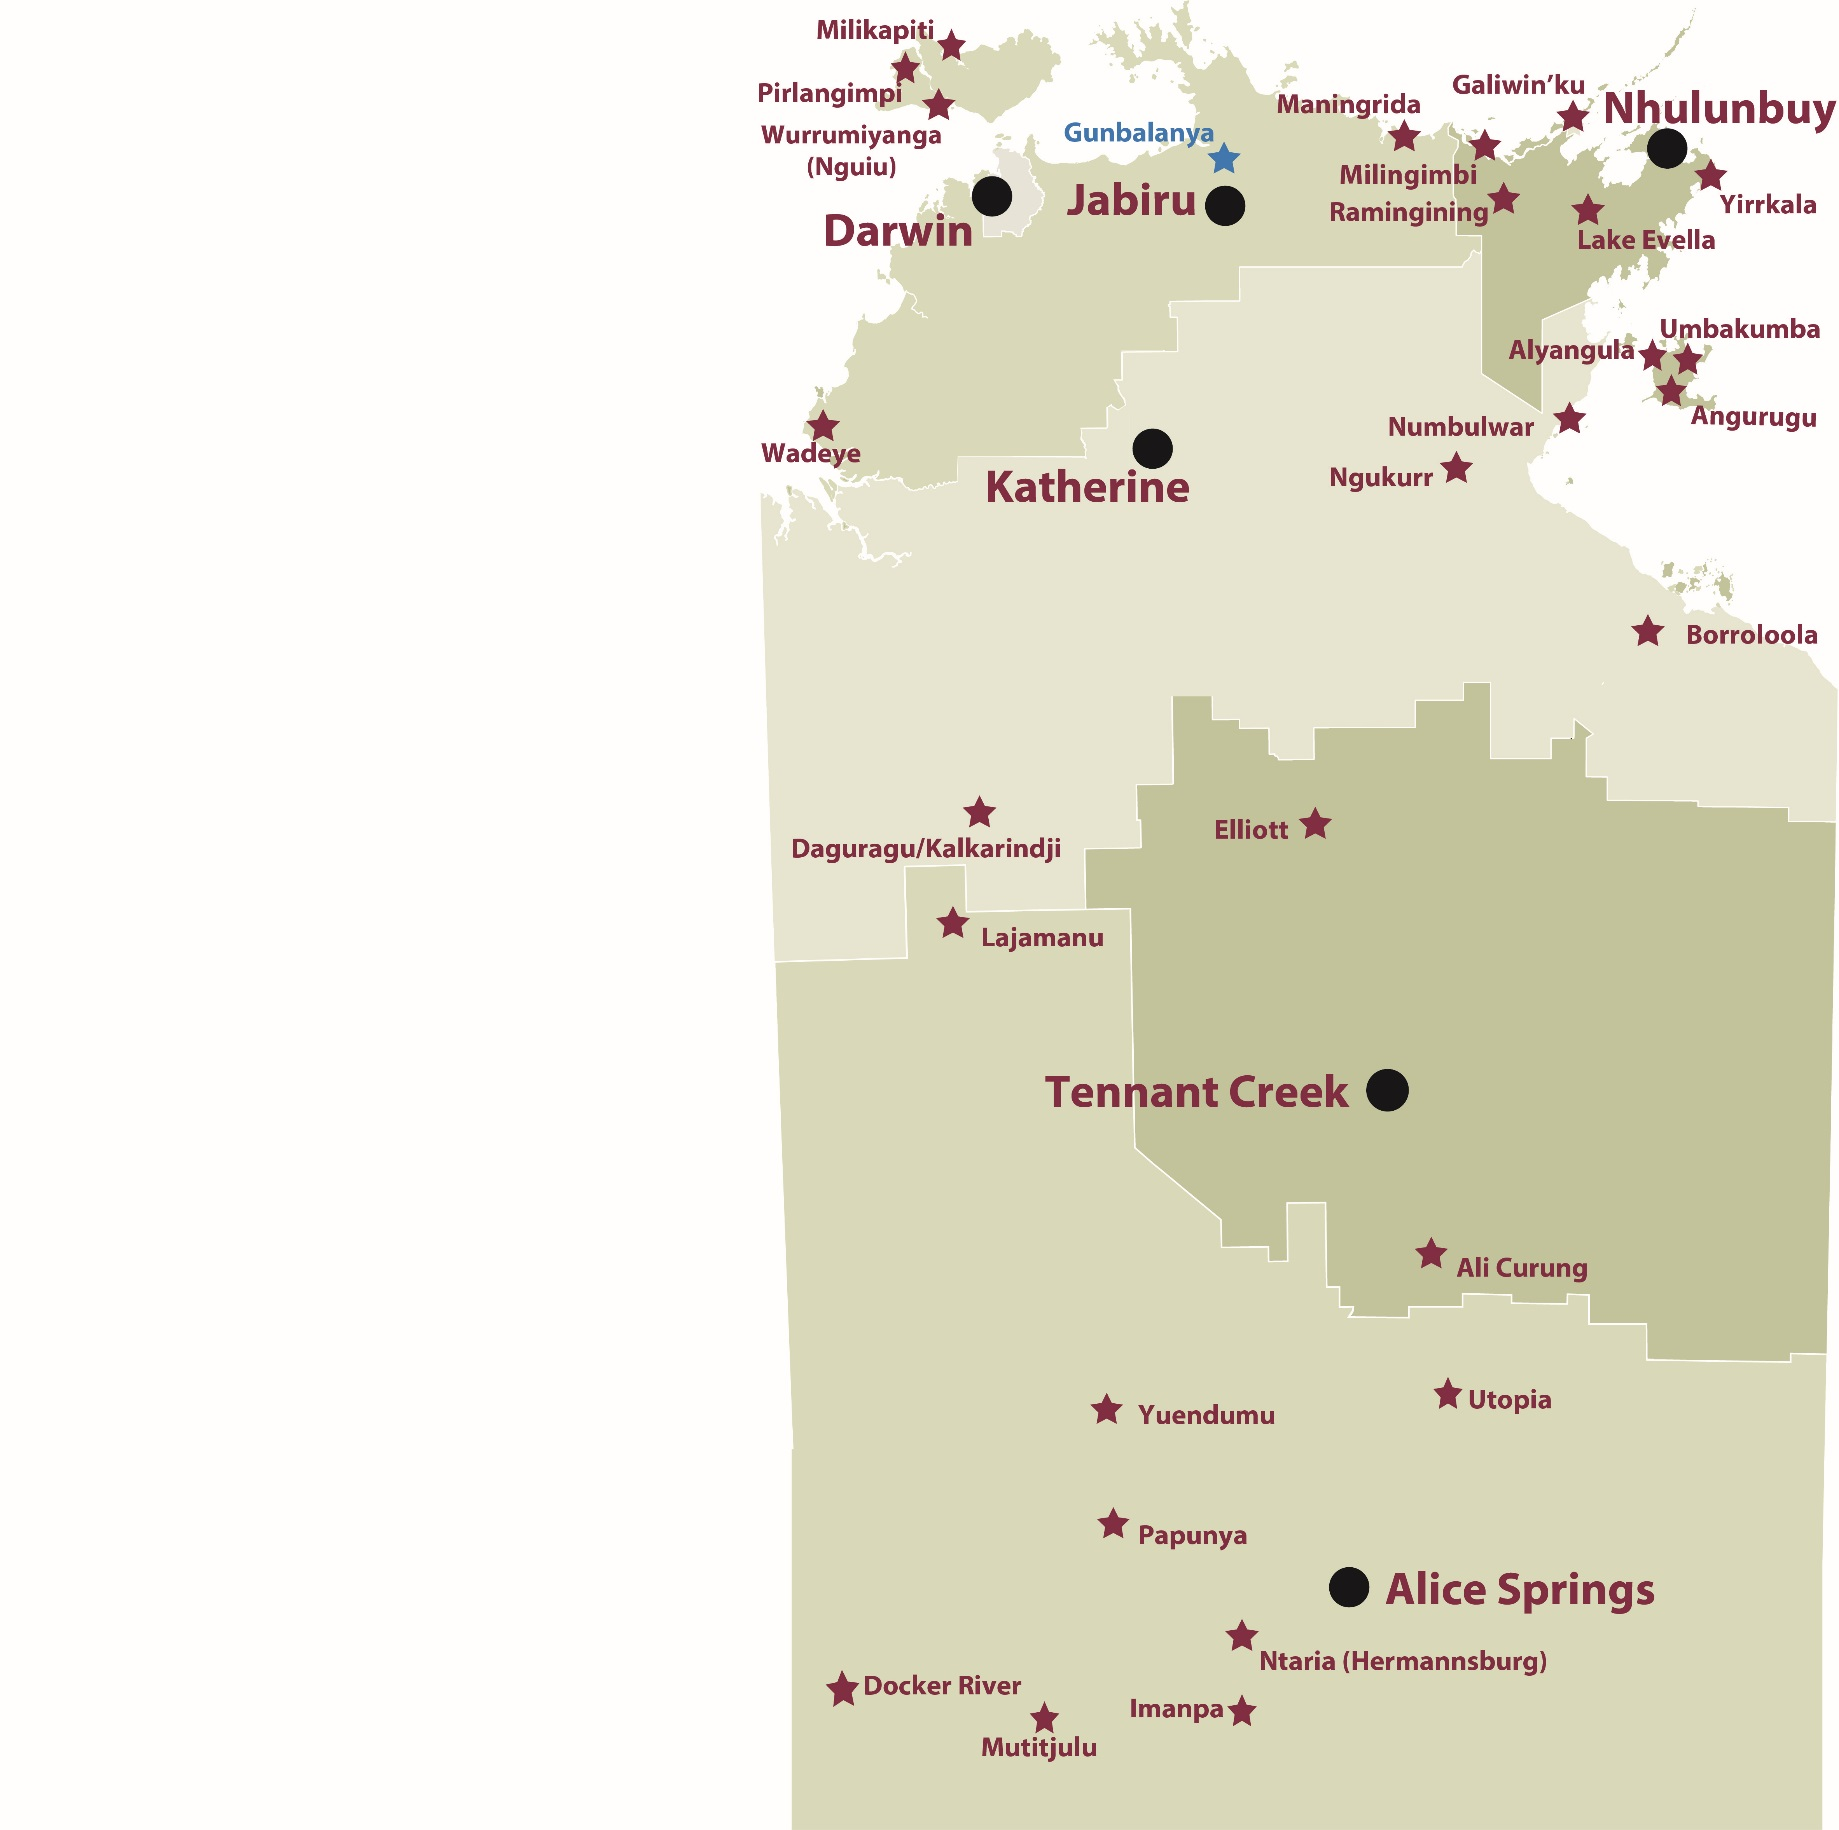 Milikapiti
Pirlangimpi
Wurrumiyanga
(Nguiu)
Darwin
Gunbalanya
Jabiru
Maningrida
Galiwin’ku
Nhulunbuy
Milingimbi
Ramingining
Yirrkala
Lake Evella
Umbakumba
Alyangula
Angurugu
Numbulwar
Ngukurr
Wadeye
Katherine
Borroloola
Daguragu/Kalkarindji
Elliott
Lajamanu
Tennant Creek
Ali Curung
Yuendumu
Utopia
Papunya
Alice Springs
Ntaria (Hermannsburg)
Docker River
Imanpa
Mutitjulu